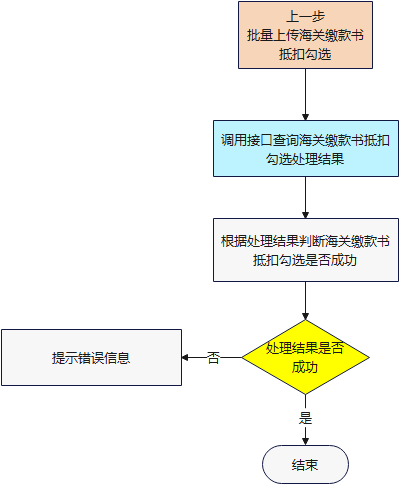 上一步
批量上传海关缴款书
抵扣勾选
调用接口查询海关缴款书抵扣
勾选处理结果
根据处理结果判断海关缴款书
抵扣勾选是否成功
处理结果是否
成功
否
提示错误信息
是
结束